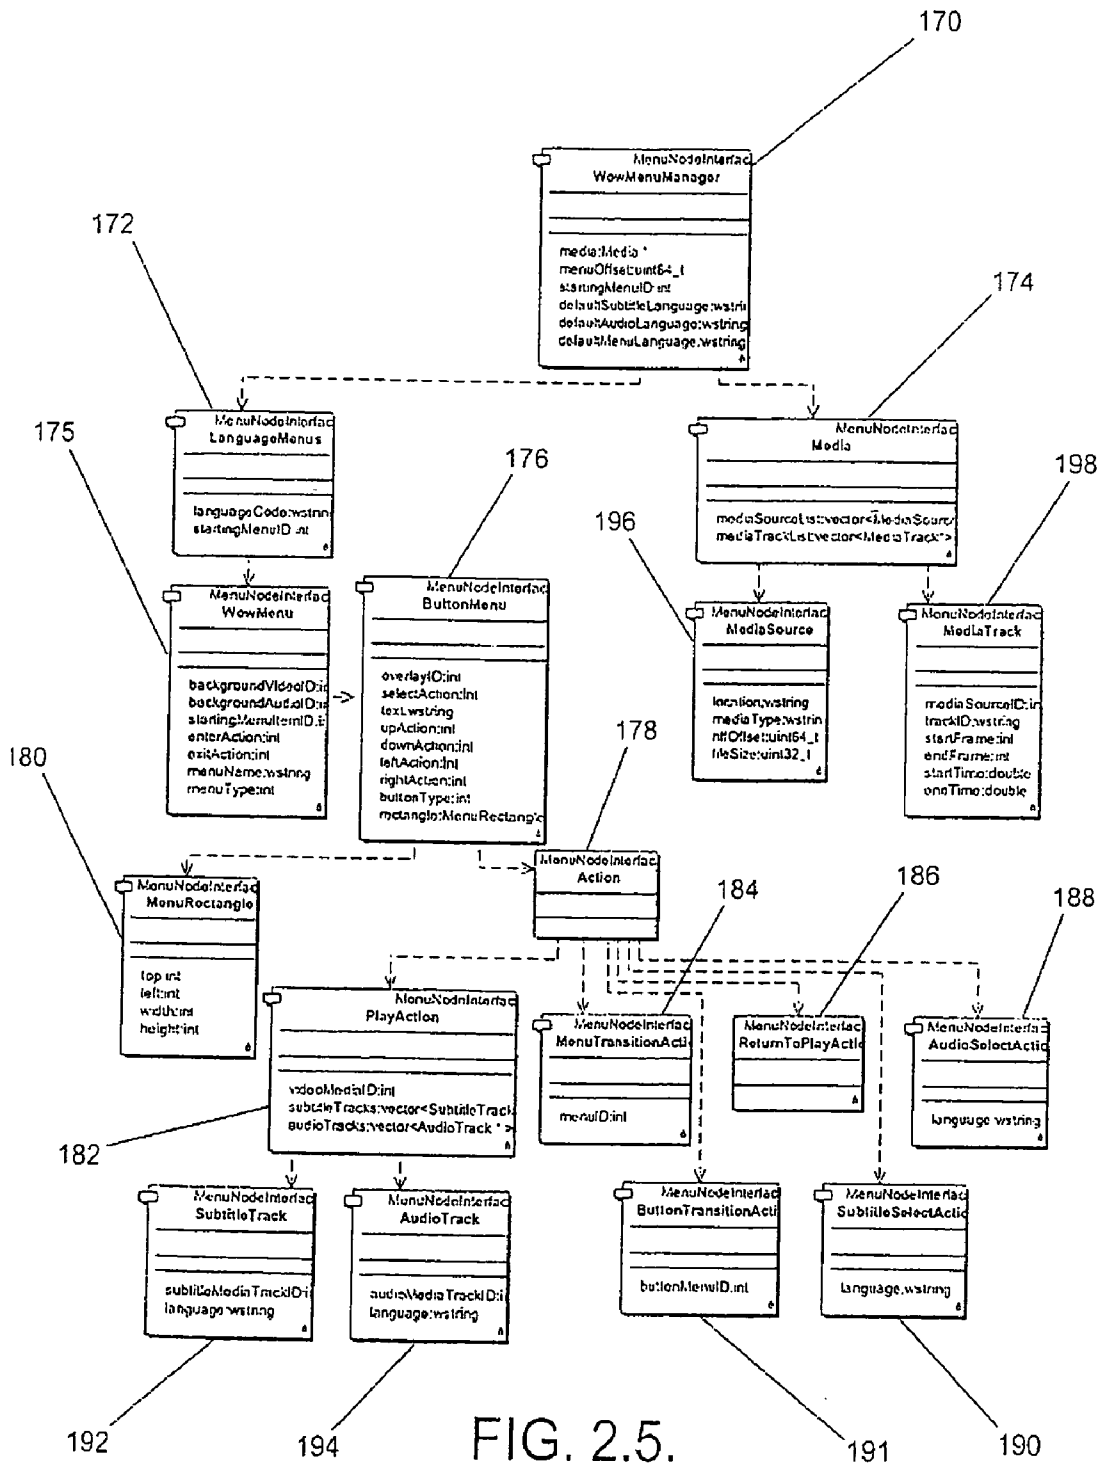 170
MenuNodeInterfac
WowMenuManager
media:Media *
menuOffset:uint64_t
startingMenuID:int
defaultSubtitleLanguage:wstrin
defaultAudioLanguage:wstring
defaultMenuLanguage:wstring
172
MenuNodeInterfac
LanguageMenus
languageCode:wstrin
startingMenuID:int
174
MenuNodeInterfac
Media
mediaSourceList:vector<MediaSourc
mediaTrackList:vector<MediaTrack*>
175
MenuNodeInterfac
WowMenu
backgroundVideoID:in
backgroundAudioID:in
startingMenuItemID:i
enterAction:int
exitAction:int
menuName:wstring
menuType:int
176
MenuNodeInterfac
ButtonMenu
overlayID:int
selectAction:int
text:wstring
upAction:int
downAction:int
leftAction:int
rightAction:int
buttonType:int
rectangle:MenuRectangle
196
MenuNodeInterfac
MediaSource
location:wstring
mediaType:wstrin
riffOffset:uint64_t
fileSize:uint32_t
198
MenuNodeInterfac
MediaTrack
mediaSourceID:in
trackID:wstring
startFrame:int
endFrame:int
startTime:double
endTime:double
178
MenuNodeInterfac
Action
180
MenuNodeInterfac
MenuRectangle
top:int
left:int
width:int
height:int
182
MenuNodeInterfac
PlayAction
videoMediaID:int
subtitleTracks:vector<SubtitleTrack
audioTracks:vector<AudioTrack * >
184
MenuNodeInterfac
MenuTransitionActi
menuID:int
186
MenuNodeInterfac
ReturnToPlayActi
188
MenuNodeInterfac
AudioSelectActi
language:wstring
192
MenuNodeInterfac
SubtitleTrack
subtitleMediaTrackID:i
language:wstring
194
MenuNodeInterfac
AudioTrack
audioMediaTrackID:i
language:wstring
191
MenuNodeInterfac
ButtonTransitionActi
buttonMenuID:int
190
MenuNodeInterfac
SubtitleSelectActi
language:wstring
FIG. 2.5.